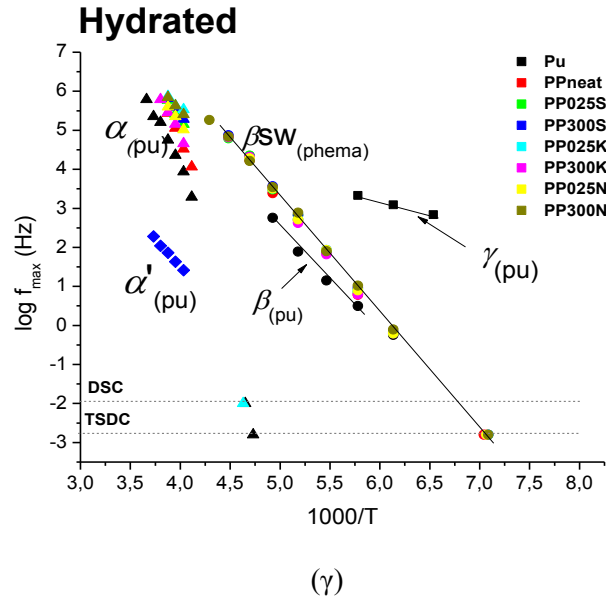 Hydrated
7
6
5
4
3
2
1
0
-1
-2
-3
log f max (Hz)
α (pu)
α' (pu)
βsw (phema)
β (pu)
γ (pu)
Pu
PPneat
PP025S
PP300S
PP025K
PP300K
PP025N
PP300N
DSC
TSDC
3,0 3,5 4,0 4,5 5,0 5,5 6,0 6,5 7,0 7,5 8,0
1000/T
(γ)